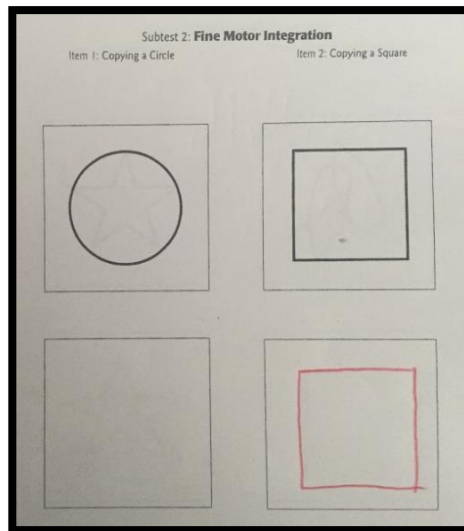 Subtest 2: Fine Motor Integration
Item 1: Copying a Circle
Item 2: Copying a Square